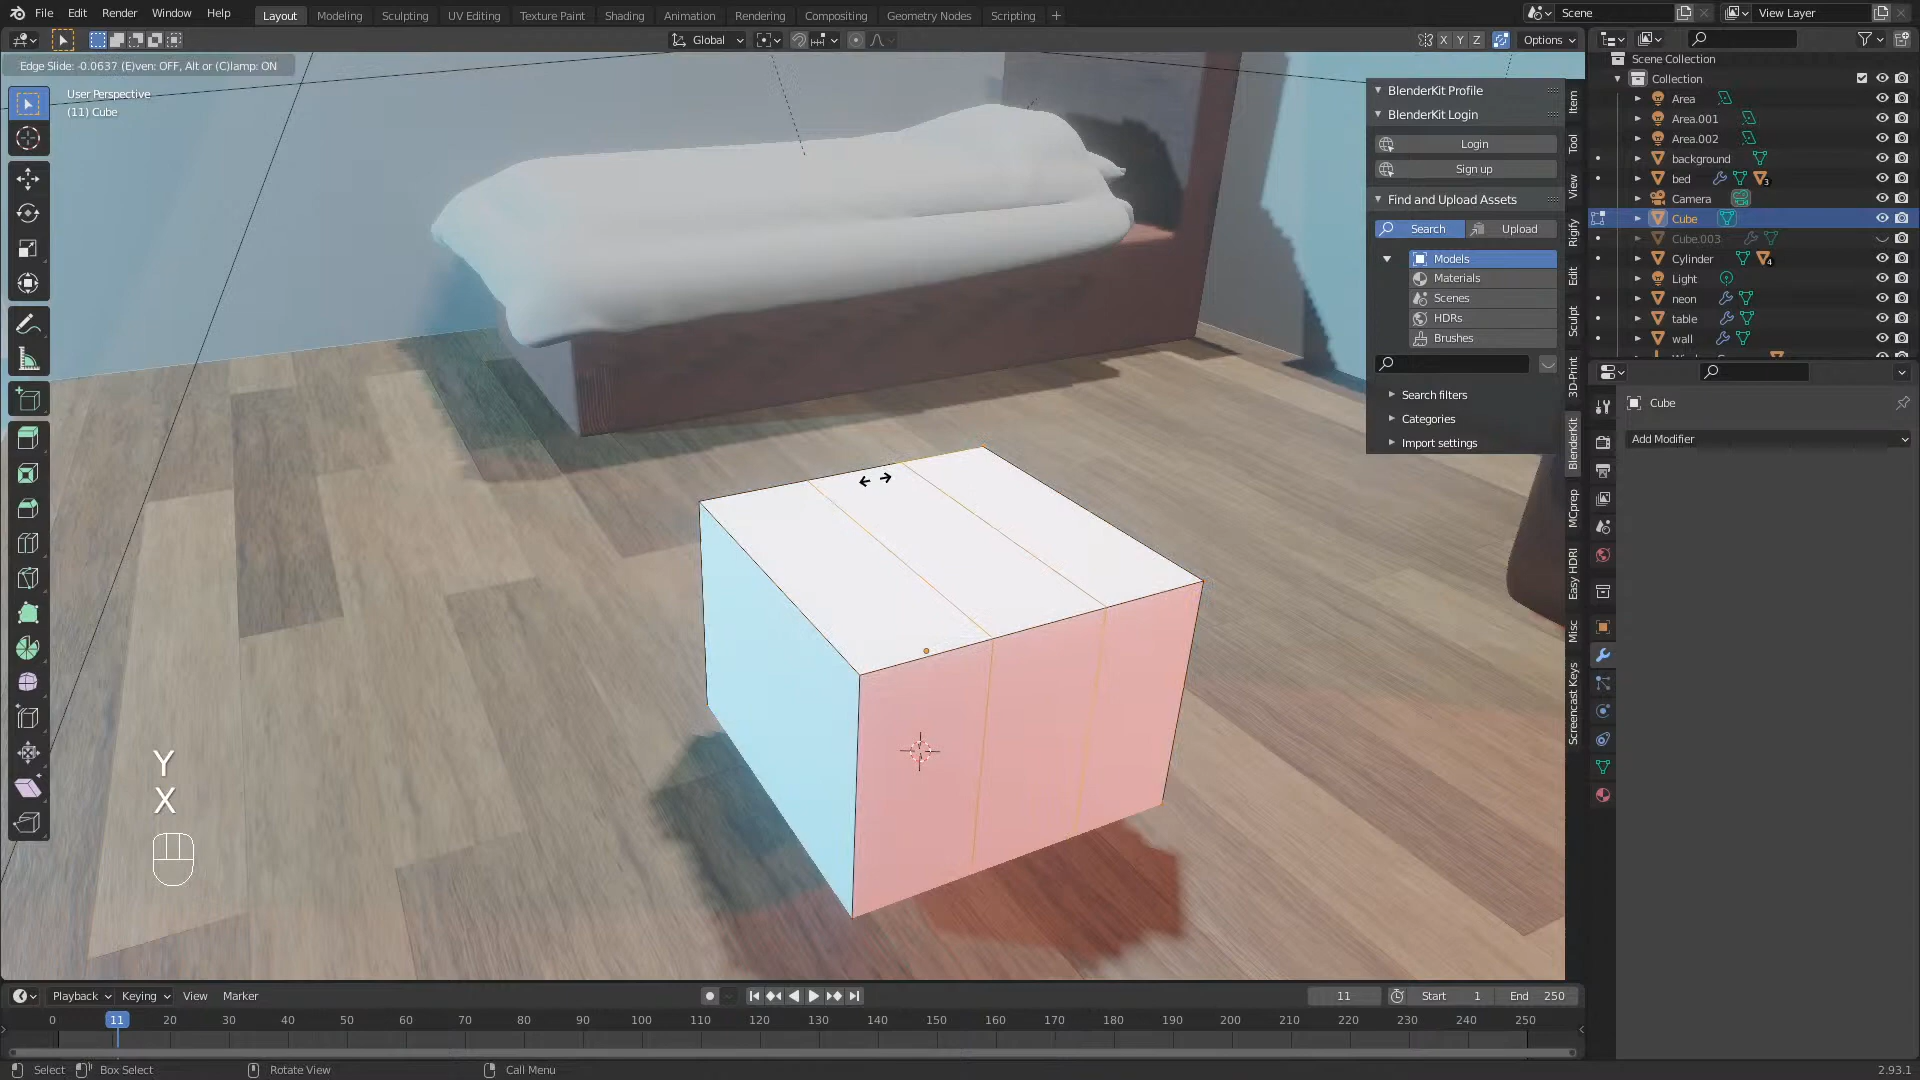 File Edit Render Window Help Layout Modeling Sculpting UV Editing Texture Paint Shading Animation Rendering Compositing Geometry Nodes Scripting + Scene View Layer
Global X Y Z Options
Edge Slide: -0.0637 (E)ven: OFF, Alt or (C)lamp: ON
User Perspective
(11) Cube
BlenderKit Profile
BlenderKit Login
Login
Sign up
Find and Upload Assets
Search Upload
Models
Materials
Scenes
HDRs
Brushes
Search filters
Categories
Import settings
Item
Tool
View
Rigify
Edit
Sculpt
3D-Print
BlenderKit
MCprep
Easy HDRI
Misc
Screencast Keys
Scene Collection
Collection
Area
Area.001
Area.002
background
bed 3
Camera
Cube
Cube.003
Cylinder 4
Light
neon
table
wall
Cube
Add Modifier
Y
X
Playback Keying View Marker 11 Start 1 End 250
0 11 20 30 40 50 60 70 80 90 100 110 120 130 140 150 160 170 180 190 200 210 220 230 240 250
Select Box Select Rotate View Call Menu 2.93.1